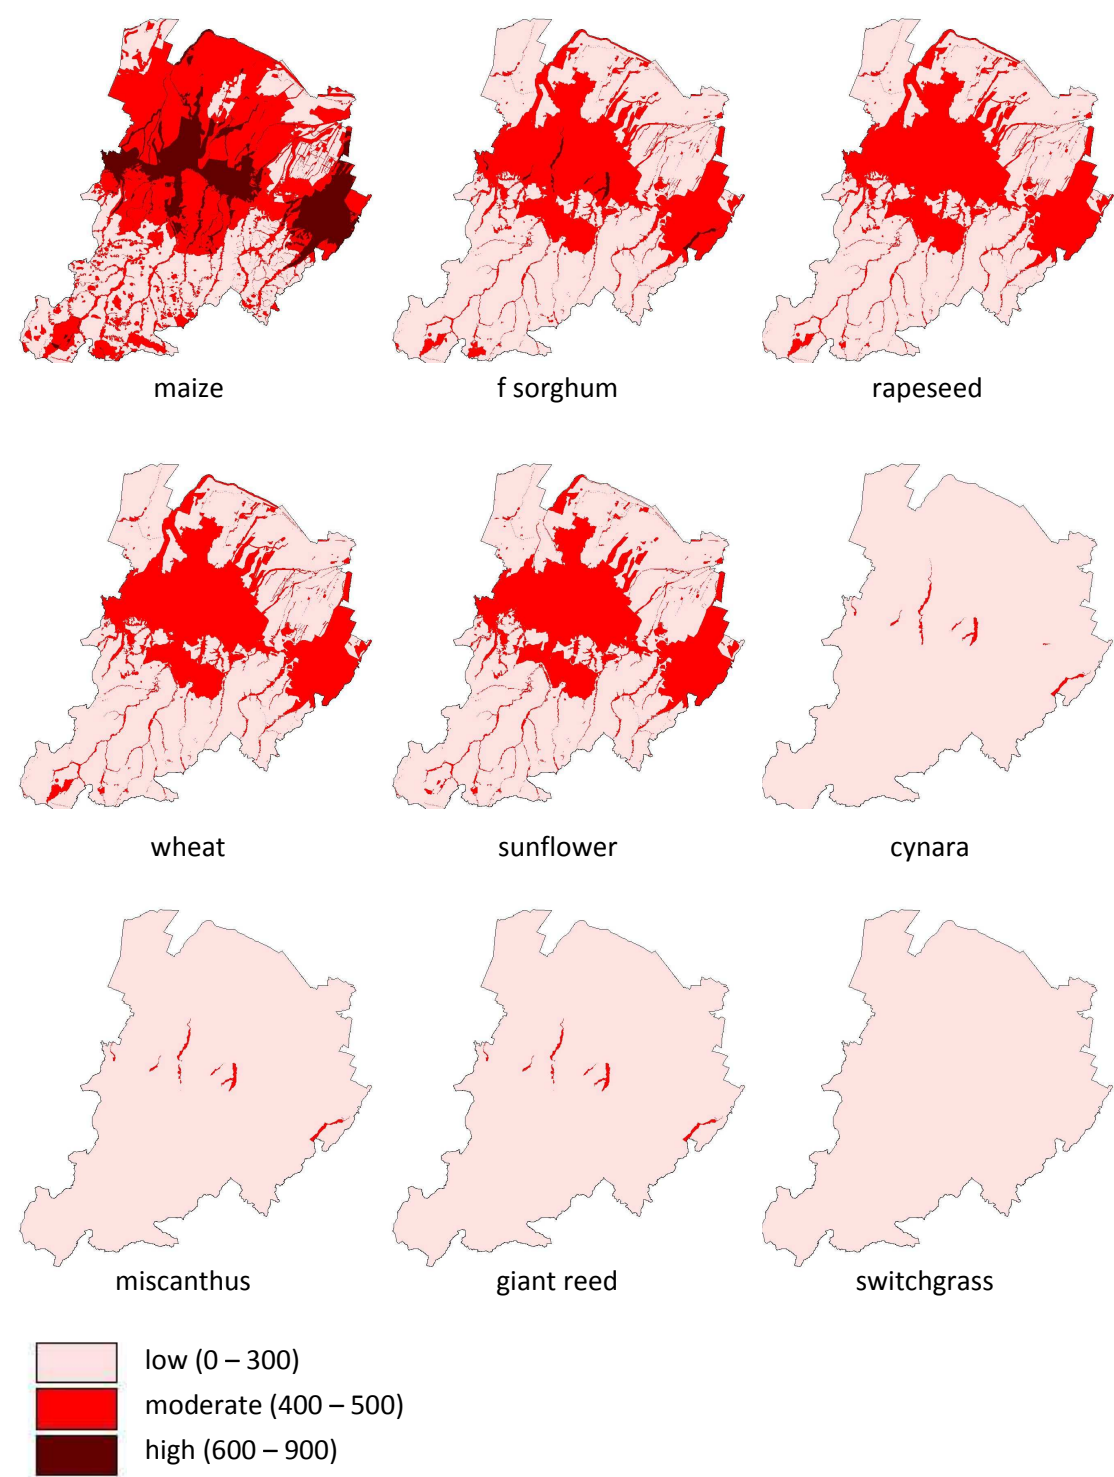 maize
f sorghum
rapeseed
wheat
sunflower
cynara
miscanthus
giant reed
switchgrass
low (0 – 300)
moderate (400 – 500)
high (600 – 900)